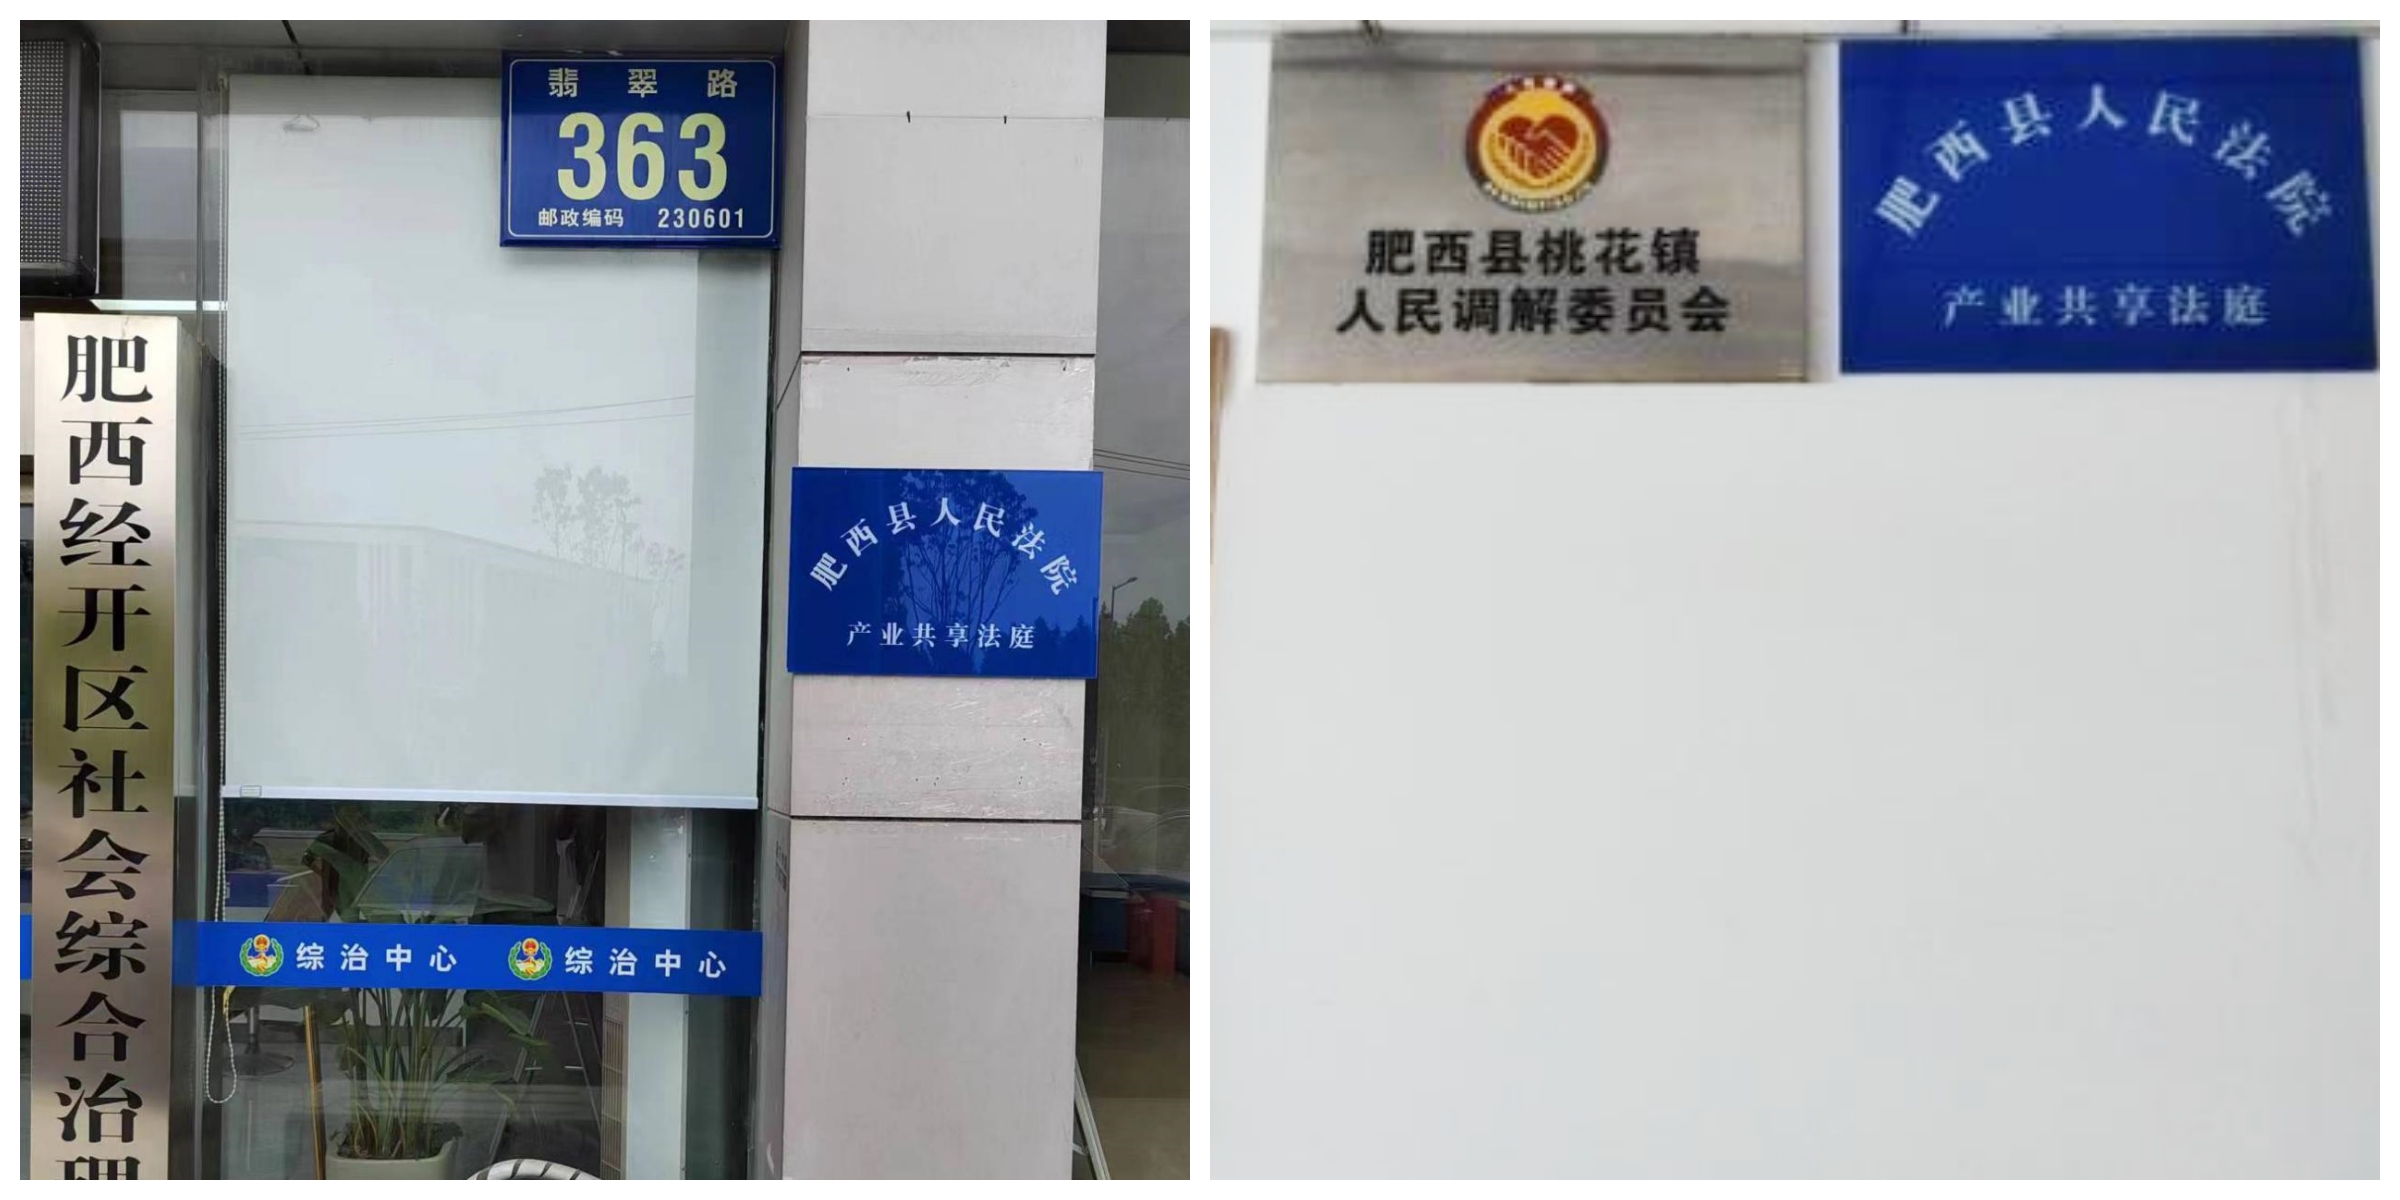 翡翠路
363
邮政编码 230601
肥西经开区社会综合治理
肥西县人民法院
产业共享法庭
综治中心 综治中心
肥西县桃花镇
人民调解委员会
肥西县人民法院
产业共享法庭